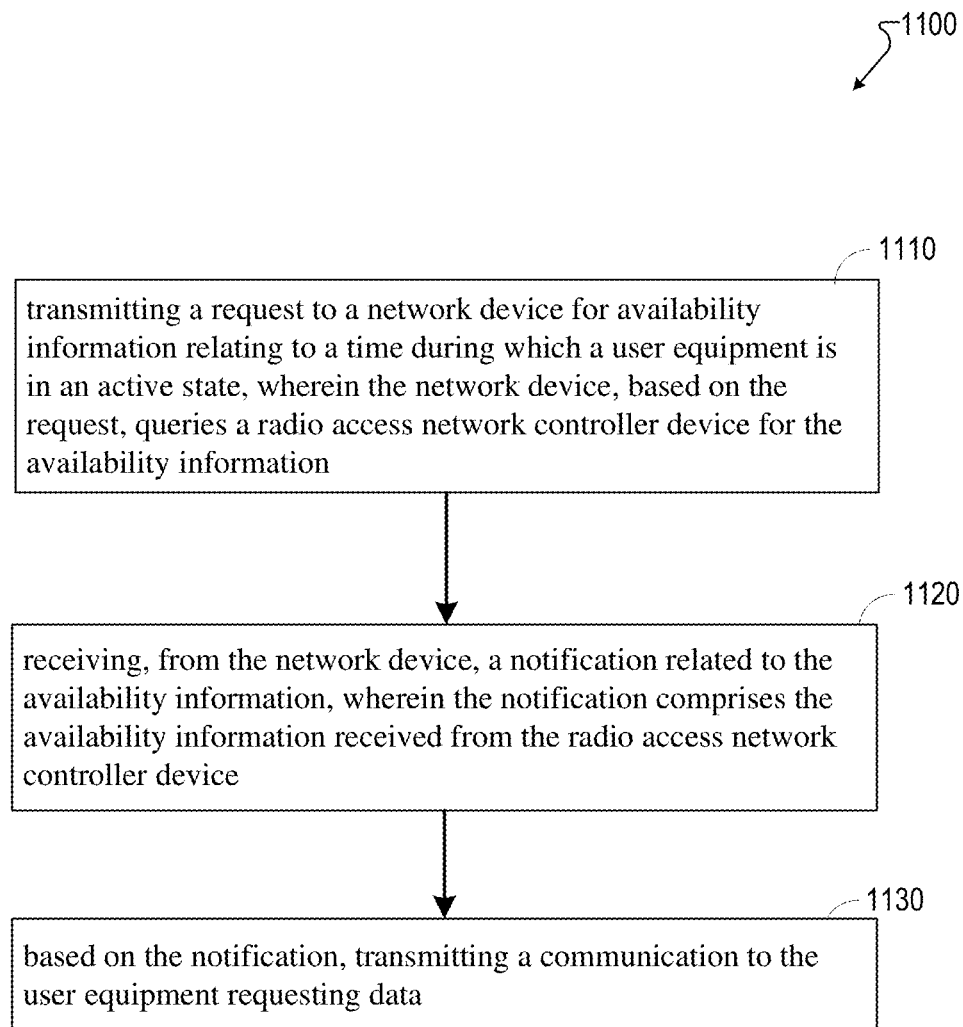 1100
1110
transmitting a request to a network device for availability
information relating to a time during which a user equipment is
in an active state, wherein the network device, based on the
request, queries a radio access network controller device for the
availability information
1120
receiving, from the network device, a notification related to the
availability information, wherein the notification comprises the
availability information received from the radio access network
controller device
1130
based on the notification, transmitting a communication to the
user equipment requesting data